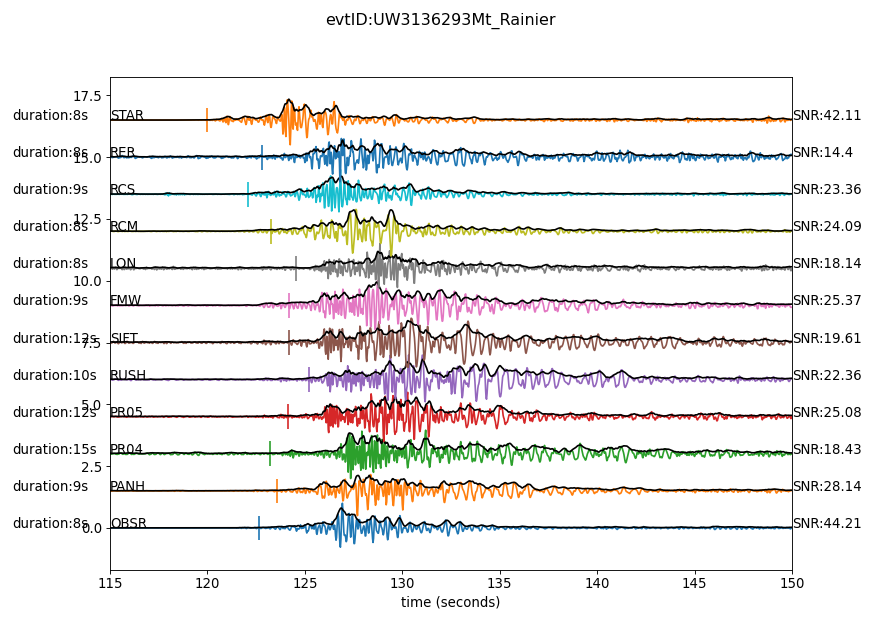 evtID:UW3136293Mt_Rainier
17.5
duration:8s STAR SNR:42.11
duration:8s RER SNR:14.4
15.0
duration:9s RCS SNR:23.36
12.5
duration:8s RCM SNR:24.09
duration:8s LON SNR:18.14
10.0
duration:9s FMW SNR:25.37
duration:12s SIFT SNR:19.61
7.5
duration:10s RUSH SNR:22.36
5.0
duration:12s PR05 SNR:25.08
duration:15s PR04 SNR:18.43
2.5
duration:9s PANH SNR:28.14
duration:8s OBSR SNR:44.21
0.0
115 120 125 130 135 140 145 150
time (seconds)